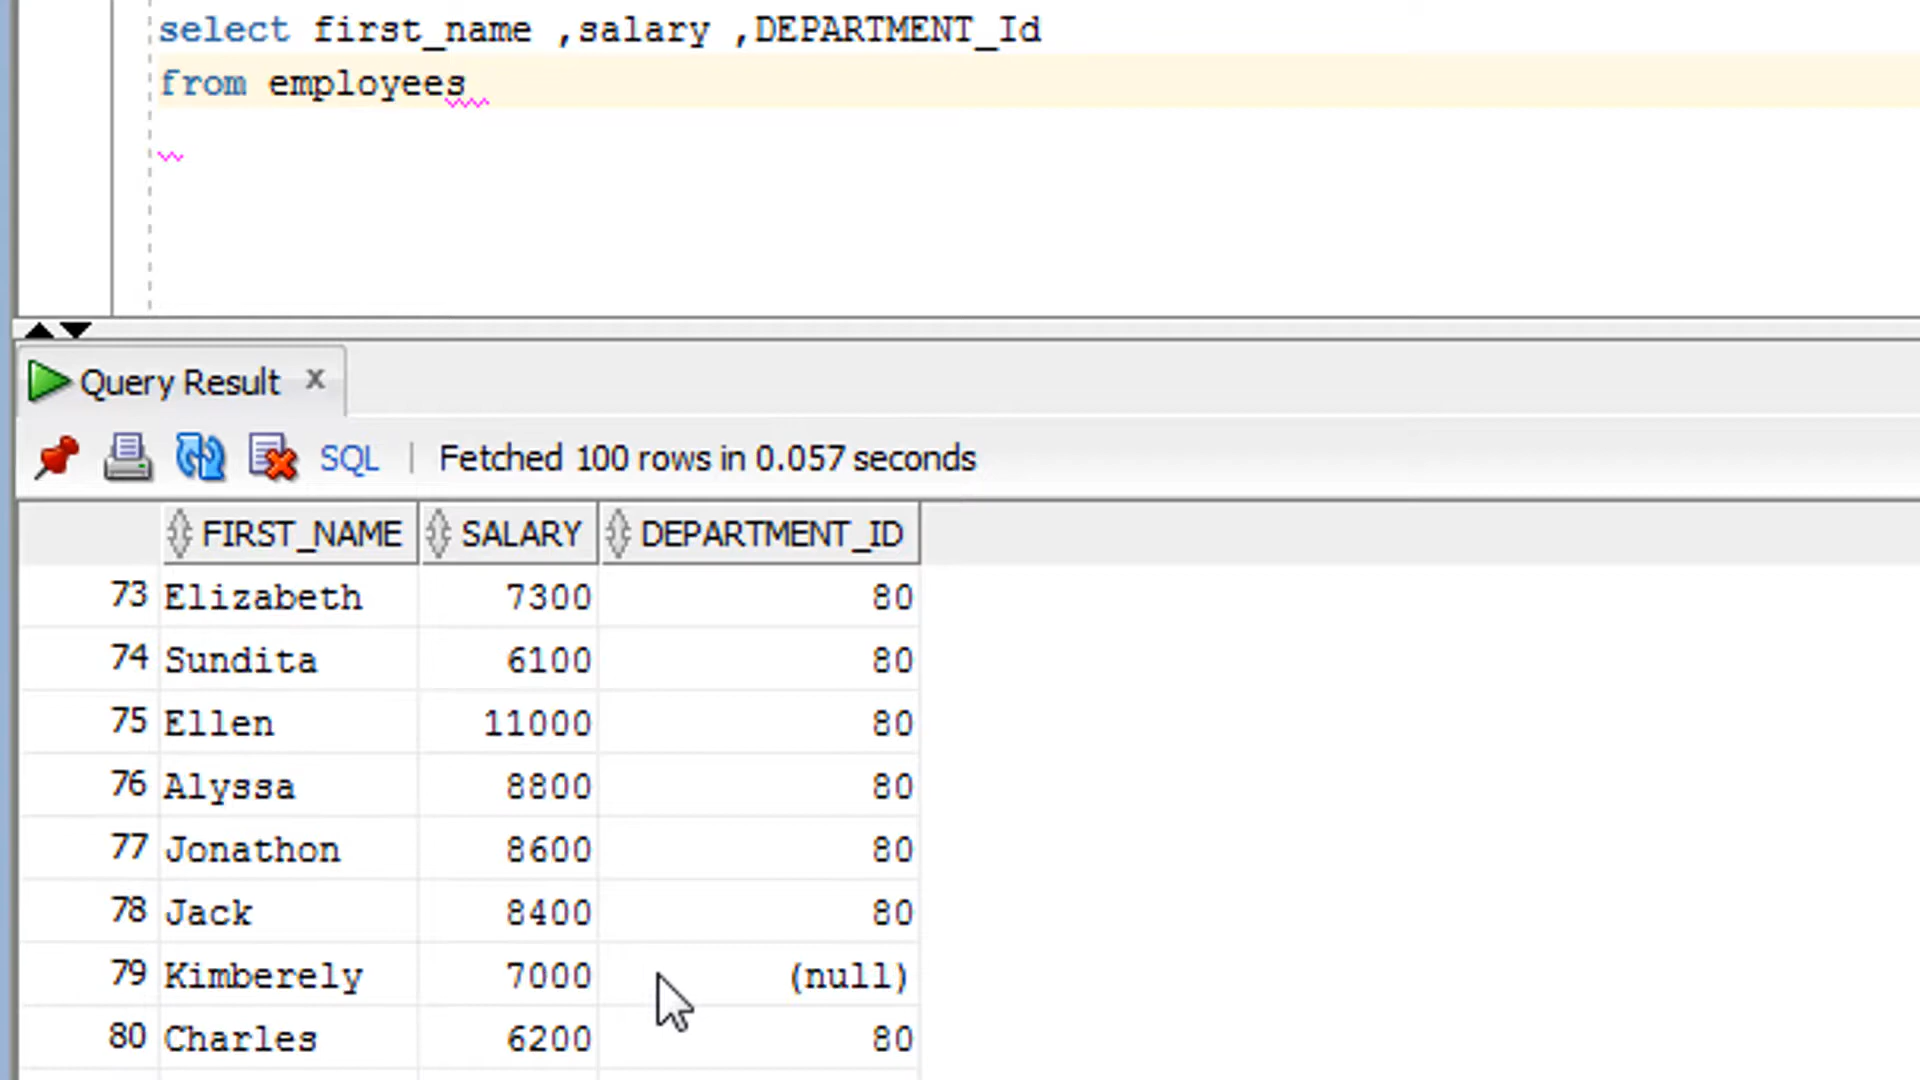 select first_name ,salary ,DEPARTMENT_Id
from employees
Query Result x
SQL | Fetched 100 rows in 0.057 seconds
FIRST_NAME SALARY DEPARTMENT_ID
73 Elizabeth 7300 80
74 Sundita 6100 80
75 Ellen 11000 80
76 Alyssa 8800 80
77 Jonathon 8600 80
78 Jack 8400 80
79 Kimberely 7000 (null)
80 Charles 6200 80